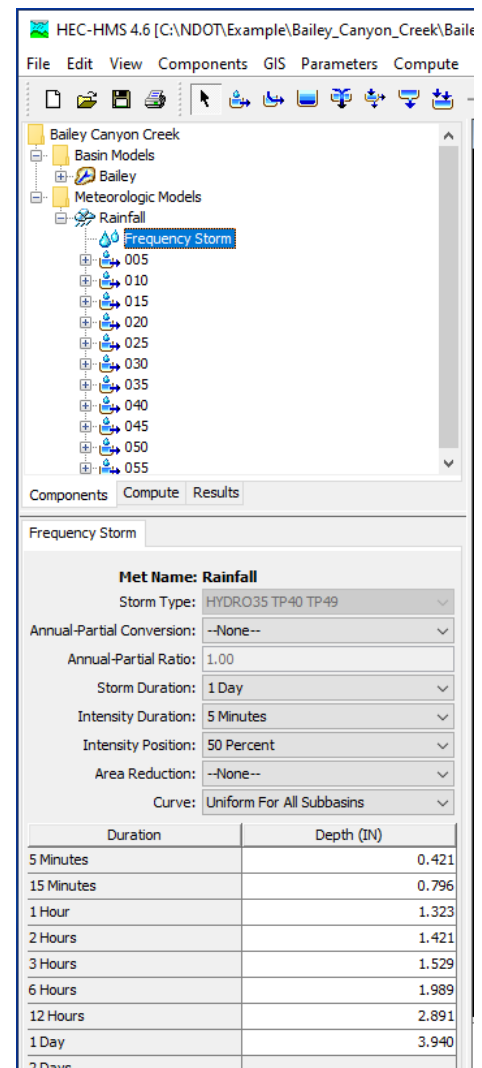 HEC-HMS 4.6 [C:\NDOT\Example\Bailey_Canyon_Creek\Baile
File Edit View Components GIS Parameters Compute
Bailey Canyon Creek
Basin Models
Bailey
Meteorologic Models
Rainfall
Frequency Storm
005
010
015
020
025
030
035
040
045
050
055
Components Compute Results
Frequency Storm
Met Name: Rainfall
Storm Type: HYDRO35 TP40 TP49
Annual-Partial Conversion: --None--
Annual-Partial Ratio: 1.00
Storm Duration: 1 Day
Intensity Duration: 5 Minutes
Intensity Position: 50 Percent
Area Reduction: --None--
Curve: Uniform For All Subbasins
Duration Depth (IN)
5 Minutes 0.421
15 Minutes 0.796
1 Hour 1.323
2 Hours 1.421
3 Hours 1.529
6 Hours 1.989
12 Hours 2.891
1 Day 3.940
2 Days